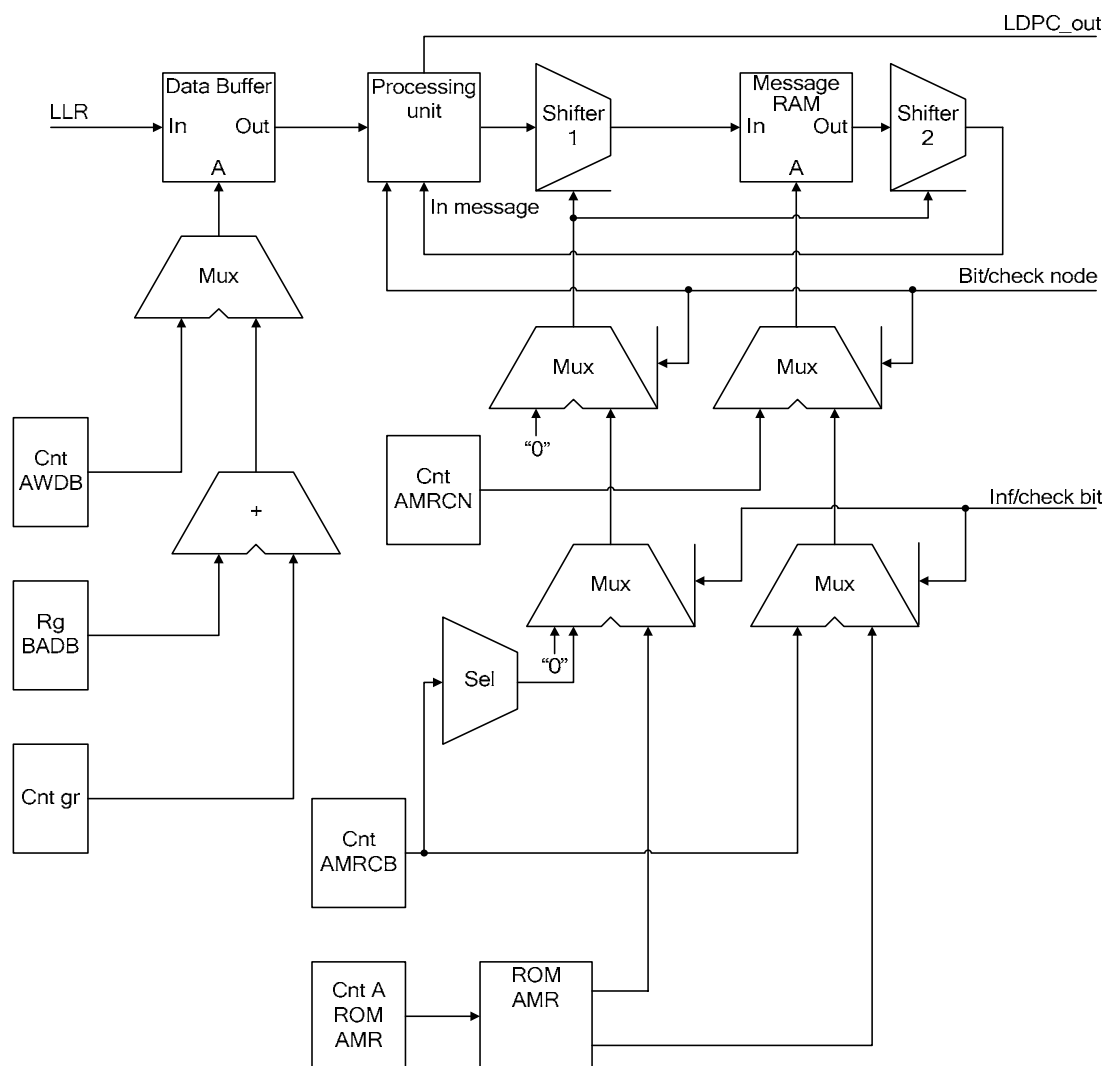 LDPC_out
Data Buffer
Processing
unit
Message
RAM
LLR
In
Out
A
Shifter
1
In
Out
A
Shifter
2
In message
Mux
Bit/check node
Mux
Mux
"0"
Cnt
AWDB
Cnt
AMRCN
+
Inf/check bit
Mux
Mux
Rg
BADB
"0"
Sel
Cnt gr
Cnt
AMRCB
Cnt A
ROM
AMR
ROM
AMR